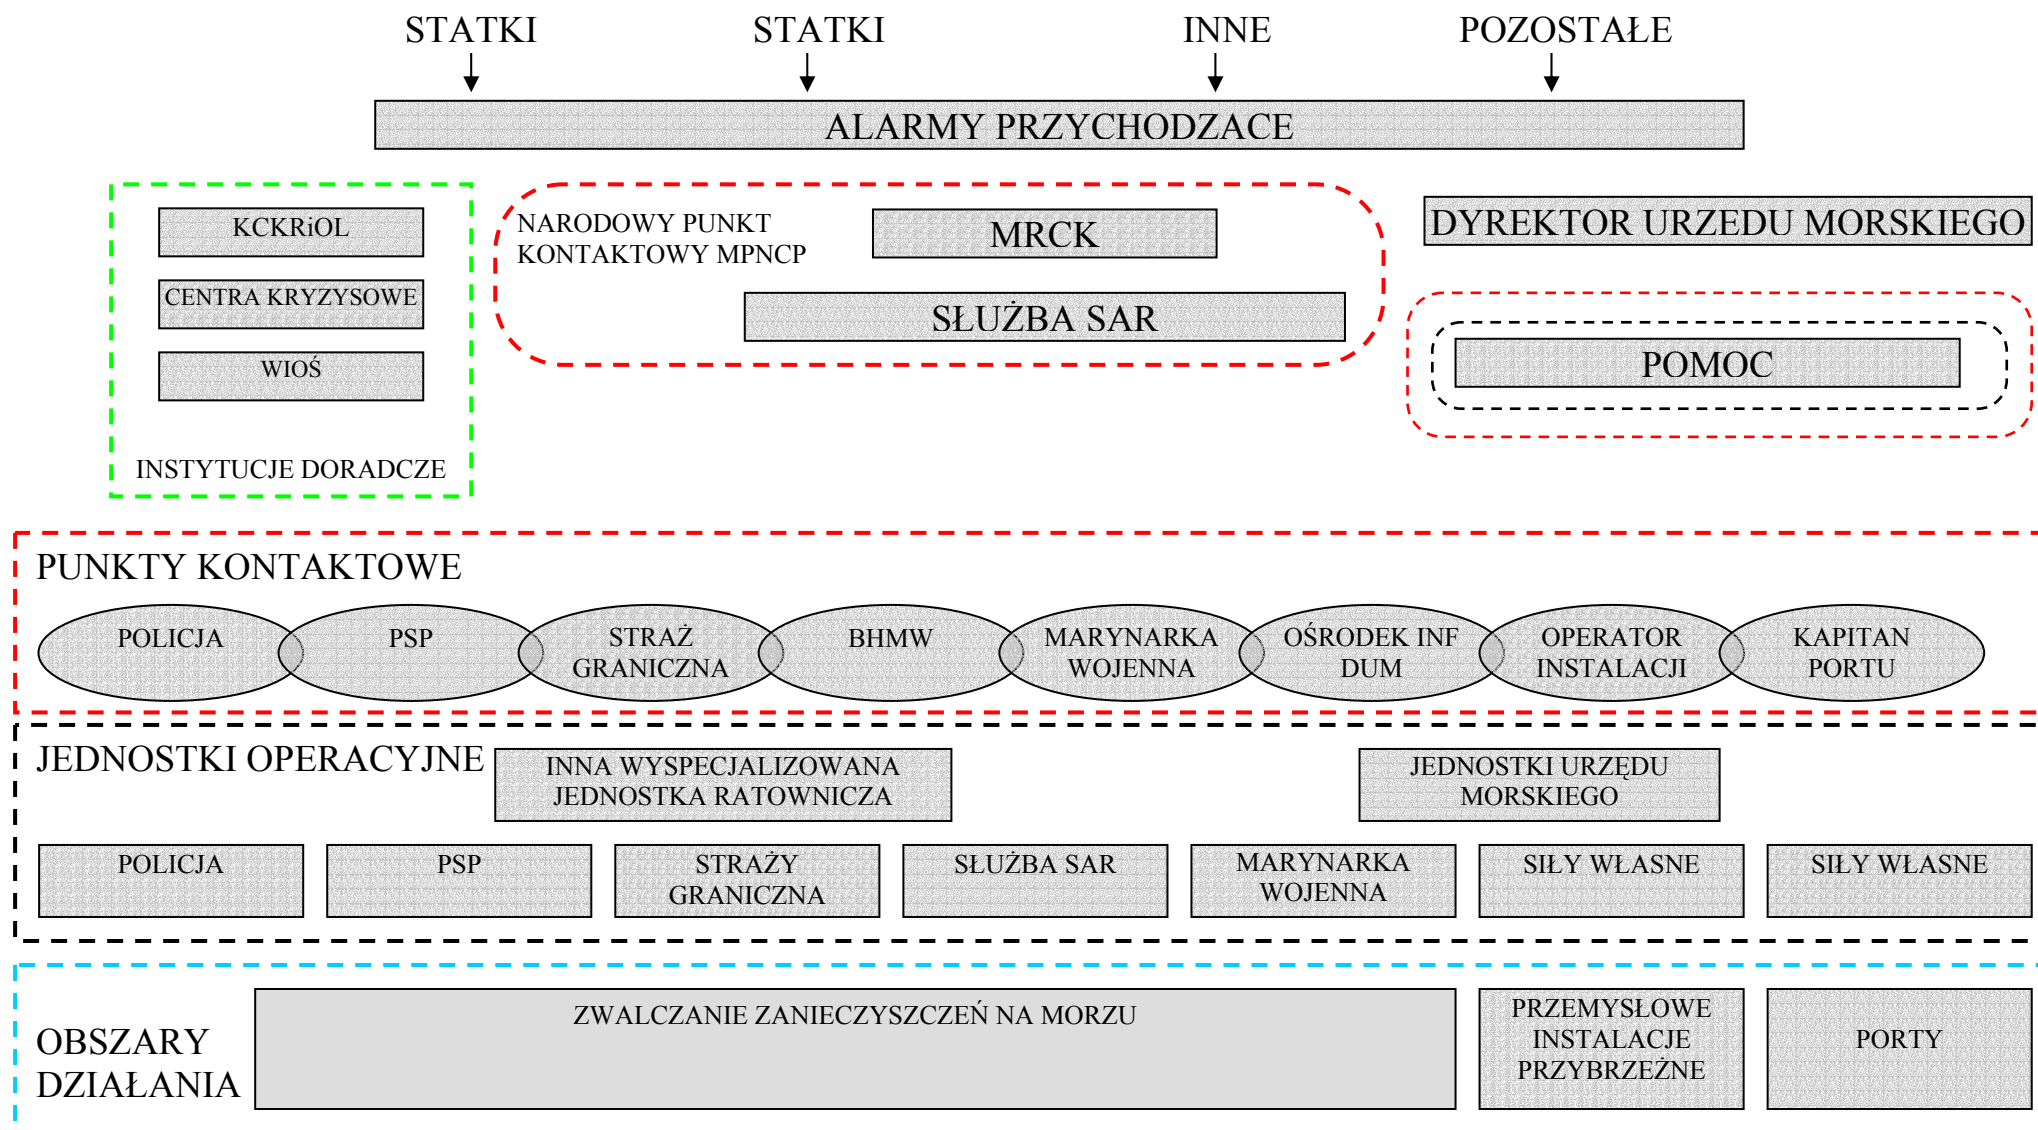 STATKI STATKI INNE POZOSTAŁE
ALARMY PRZYCHODZACE
KCKRiOL
CENTRA KRYZYSOWE
WIOŚ
INSTYTUCJE DORADCZE
NARODOWY PUNKT
KONTAKTOWY MPNCP
MRCK
SŁUŻBA SAR
DYREKTOR URZEDU MORSKIEGO
POMOC
PUNKTY KONTAKTOWE
POLICJA
PSP
STRAŻ
GRANICZNA
BHMW
MARYNARKA
WOJENNA
OŚRODEK INF
DUM
OPERATOR
INSTALACJI
KAPITAN
PORTU
JEDNOSTKI OPERACYJNE
INNA WYSPECJALIZOWANA
JEDNOSTKA RATOWNICZA
JEDNOSTKI URZĘDU
MORSKIEGO
POLICJA
PSP
STRAŻY
GRANICZNA
SŁUŻBA SAR
MARYNARKA
WOJENNA
SIŁY WŁASNE
SIŁY WŁASNE
OBSZARY
DZIAŁANIA
ZWALCZANIE ZANIECZYSZCZEŃ NA MORZU
PRZEMYSŁOWE
INSTALACJE
PRZYBRZEŻNE
PORTY